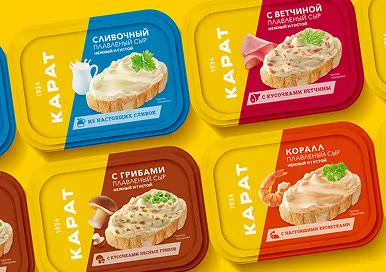 1934
КАРАТ
СЛИВОЧНЫЙ
ПЛАВЛЕНЫЙ СЫР
НЕЖНЫЙ И ГУСТОЙ
ИЗ НАСТОЯЩИХ СЛИВОК
1934
КАРАТ
С ВЕТЧИНОЙ
ПЛАВЛЕНЫЙ СЫР
НЕЖНЫЙ И ГУСТОЙ
С КУСОЧКАМИ ВЕТЧИНЫ
1934
КАРАТ
С ГРИБАМИ
ПЛАВЛЕНЫЙ СЫР
НЕЖНЫЙ И ГУСТОЙ
С КУСОЧКАМИ ЛЕСНЫХ ГРИБОВ
1934
КАРАТ
КОРАЛЛ
ПЛАВЛЕНЫЙ СЫР
НЕЖНЫЙ И ГУСТОЙ
С НАСТОЯЩИМИ КРЕВЕТКАМИ